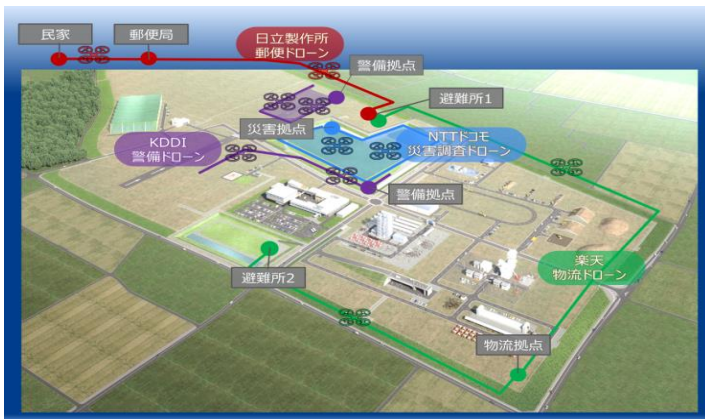 民家
郵便局
日立製作所
郵便ドローン
警備拠点
避難所1
災害拠点
KDDI
警備ドローン
NTTドコモ
災害調査ドローン
警備拠点
避難所2
楽天
物流ドローン
物流拠点